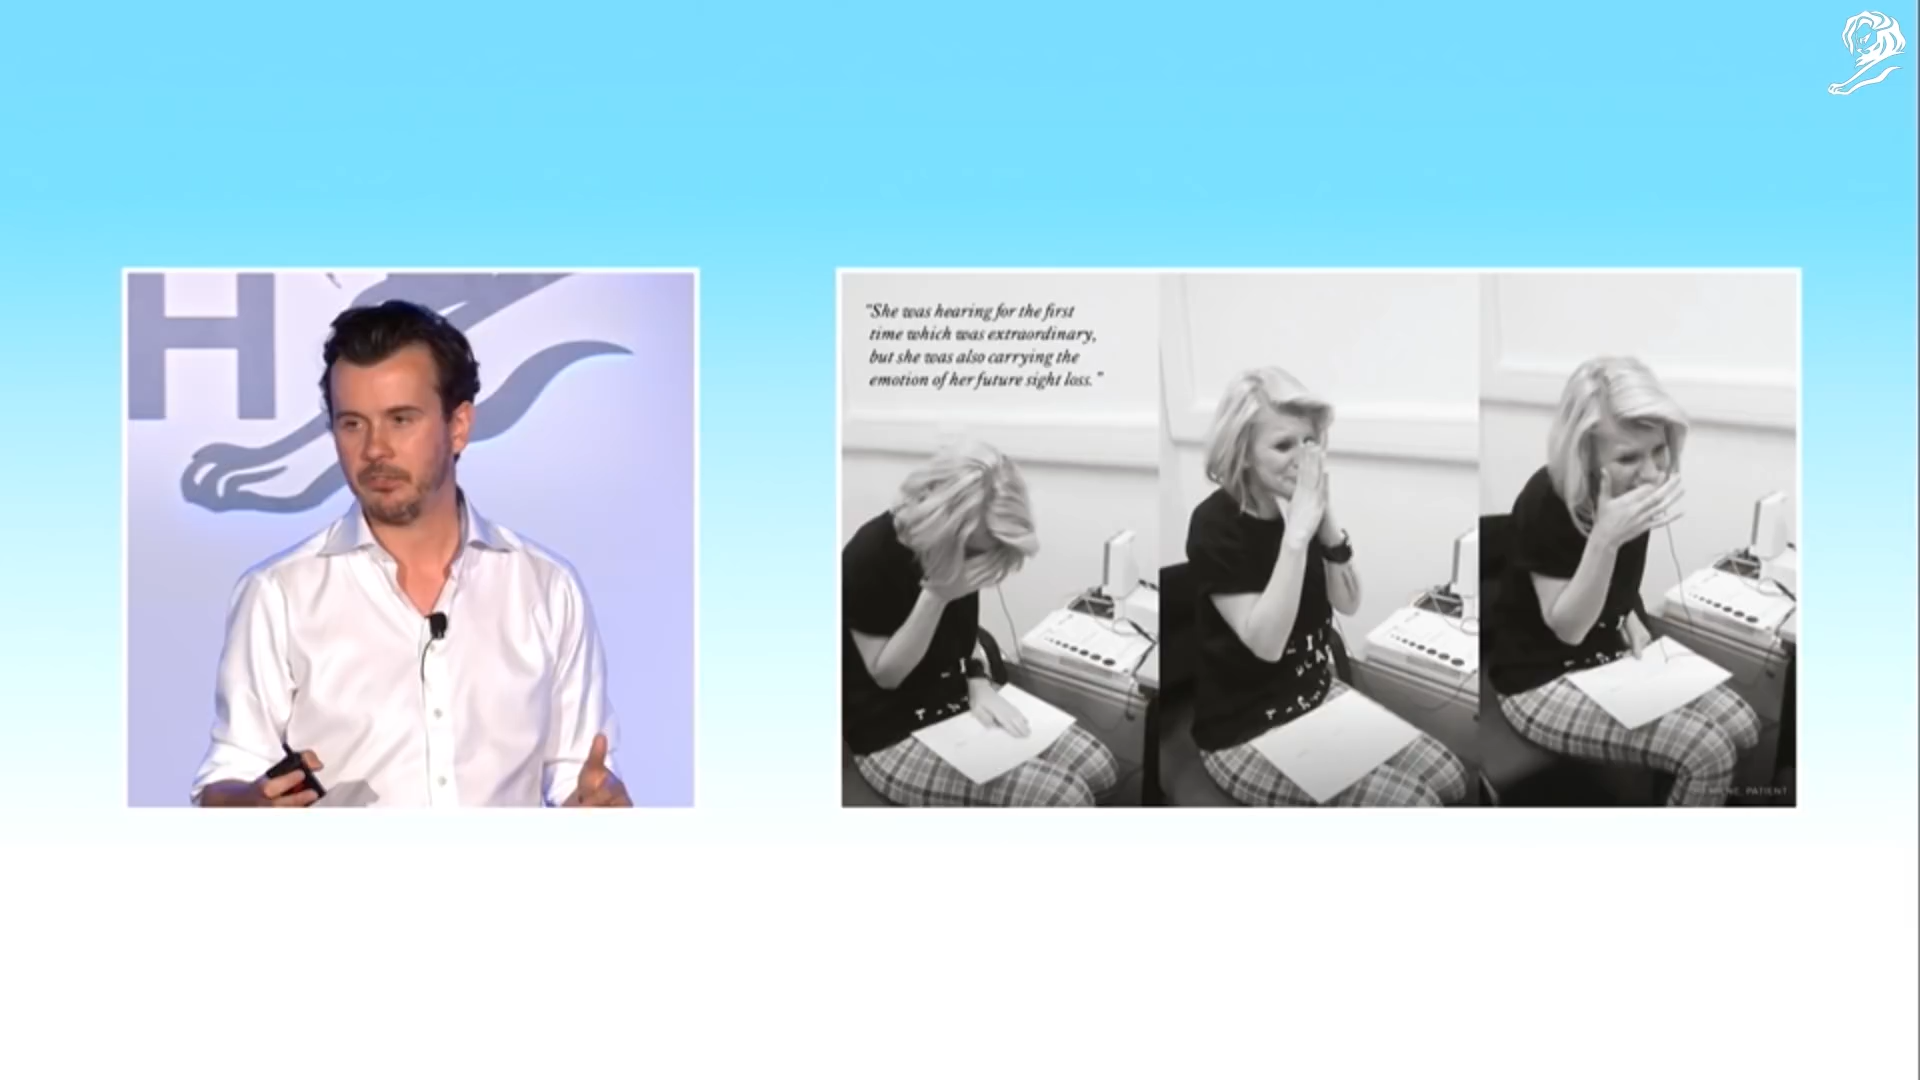 H
"She was hearing for the first
time which was extraordinary,
but she was also carrying the
emotion of her future sight loss."
PATIENT